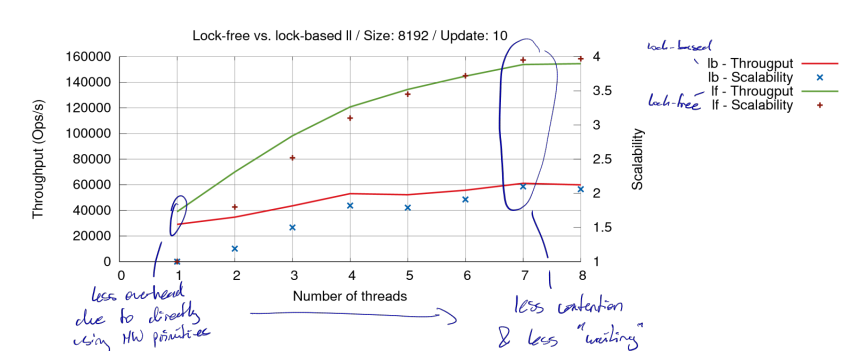 Lock-free vs. lock-based ll / Size: 8192 / Update: 10
160000
140000
120000
100000
80000
60000
40000
20000
0
4
3.5
3
2.5
2
1.5
1
0 1 2 3 4 5 6 7 8
Throughput (Ops/s)
Scalability
Number of threads
lock-based
lb - Througput
lb - Scalability
lf - Througput
lock-free lf - Scalability
less overhead
due to directly
using HW primitives
less contention
& less "waiting"